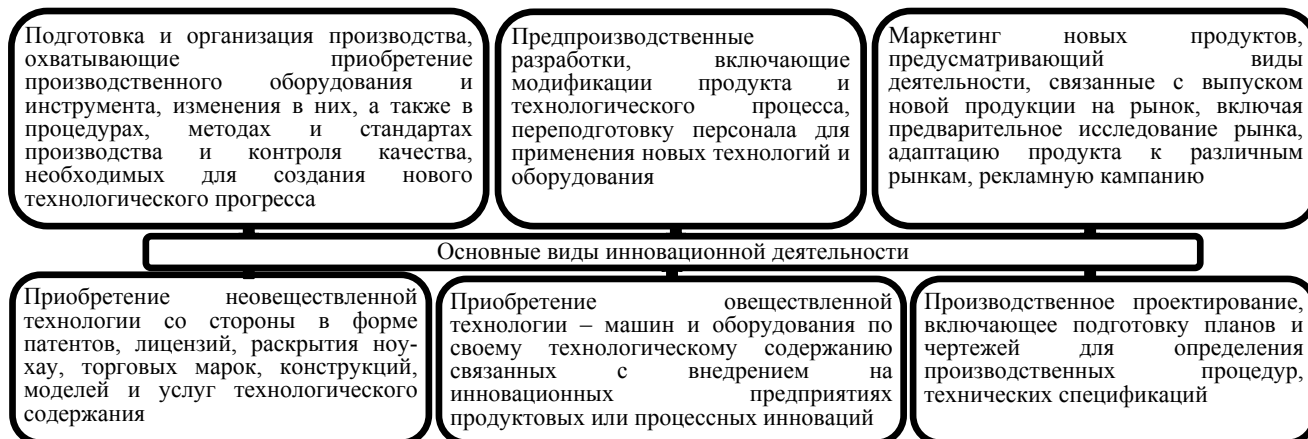 Подготовка и организация производства,
охватывающие приобретение
производственного оборудования и
инструмента, изменения в них, а также в
процедурах, методах и стандартах
производства и контроля качества,
необходимых для создания нового
технологического прогресса
Предпроизводственные
разработки, включающие
модификации продукта и
технологического процесса,
переподготовку персонала для
применения новых технологий и
оборудования
Маркетинг новых продуктов,
предусматривающий виды
деятельности, связанные с выпуском
новой продукции на рынок, включая
предварительное исследование рынка,
адаптацию продукта к различным
рынкам, рекламную кампанию
Основные виды инновационной деятельности
Приобретение неовеществленной
технологии со стороны в форме
патентов, лицензий, раскрытия ноу-
хау, торговых марок, конструкций,
моделей и услуг технологического
содержания
Приобретение овеществленной
технологии – машин и оборудования по
своему технологическому содержанию
связанных с внедрением на
инновационных предприятиях
продуктовых или процессных инноваций
Производственное проектирование,
включающее подготовку планов и
чертежей для определения
производственных процедур,
технических спецификаций